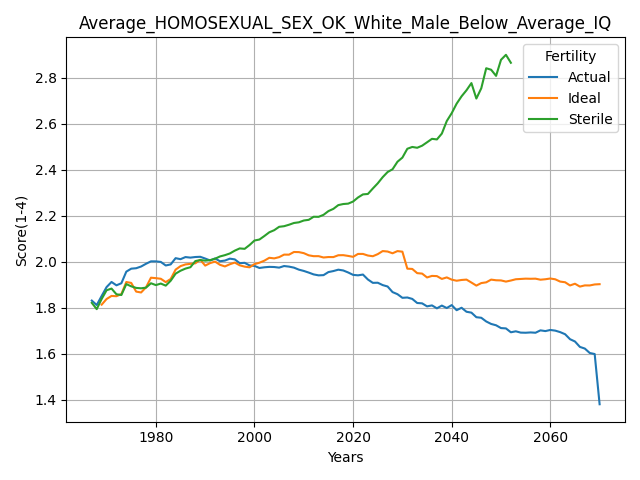 Average_HOMOSEXUAL_SEX_OK_White_Male_Below_Average_IQ
Fertility
Actual
Ideal
Sterile
Score(1-4)
2.8
2.6
2.4
2.2
2.0
1.8
1.6
1.4
1980 2000 2020 2040 2060
Years